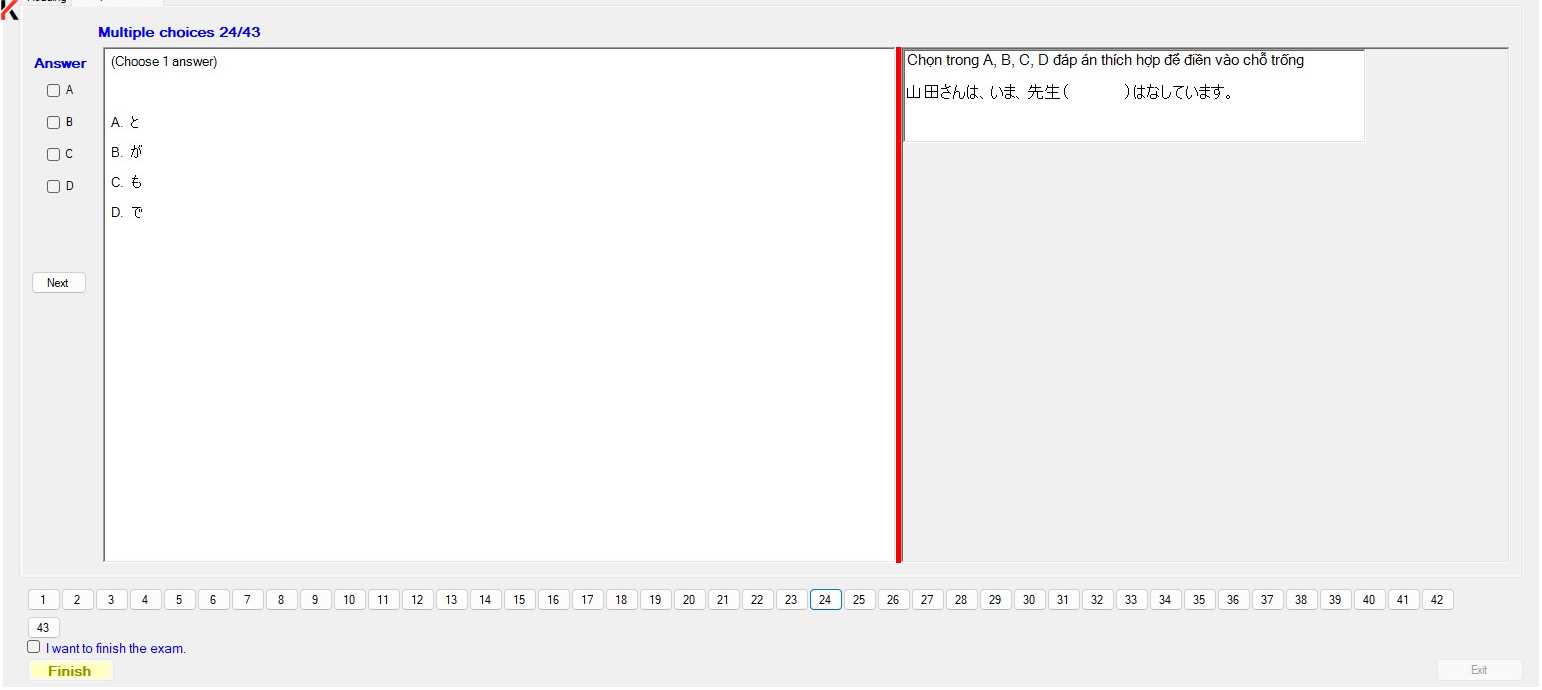 Multiple choices 24/43
Answer
A
B
C
D
Next
(Choose 1 answer)
A. と
B. が
C. も
D. で
Chọn trong A, B, C, D đáp án thích hợp để điền vào chỗ trống
山田さんは、いま、先生( )はなしています。
1 2 3 4 5 6 7 8 9 10 11 12 13 14 15 16 17 18 19 20 21 22 23 24 25 26 27 28 29 30 31 32 33 34 35 36 37 38 39 40 41 42
43
I want to finish the exam.
Finish
Exit